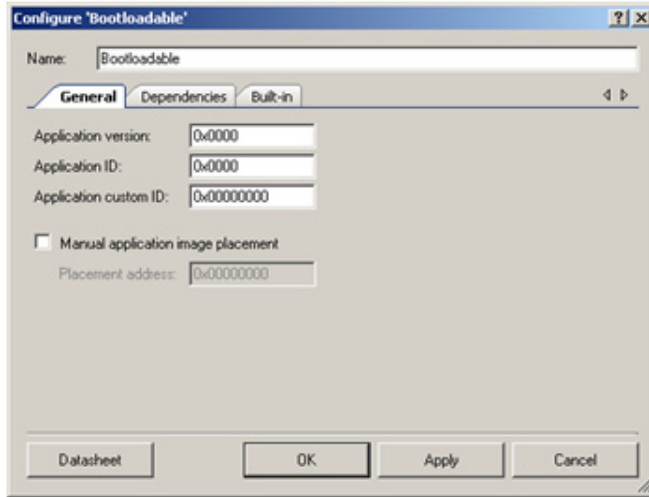 Configure 'Bootloadable'
Name: Bootloadable
General Dependencies Built-in
Application version: 0x0000
Application ID: 0x0000
Application custom ID: 0x00000000
Manual application image placement
Placement address: 0x00000000
Datasheet OK Apply Cancel